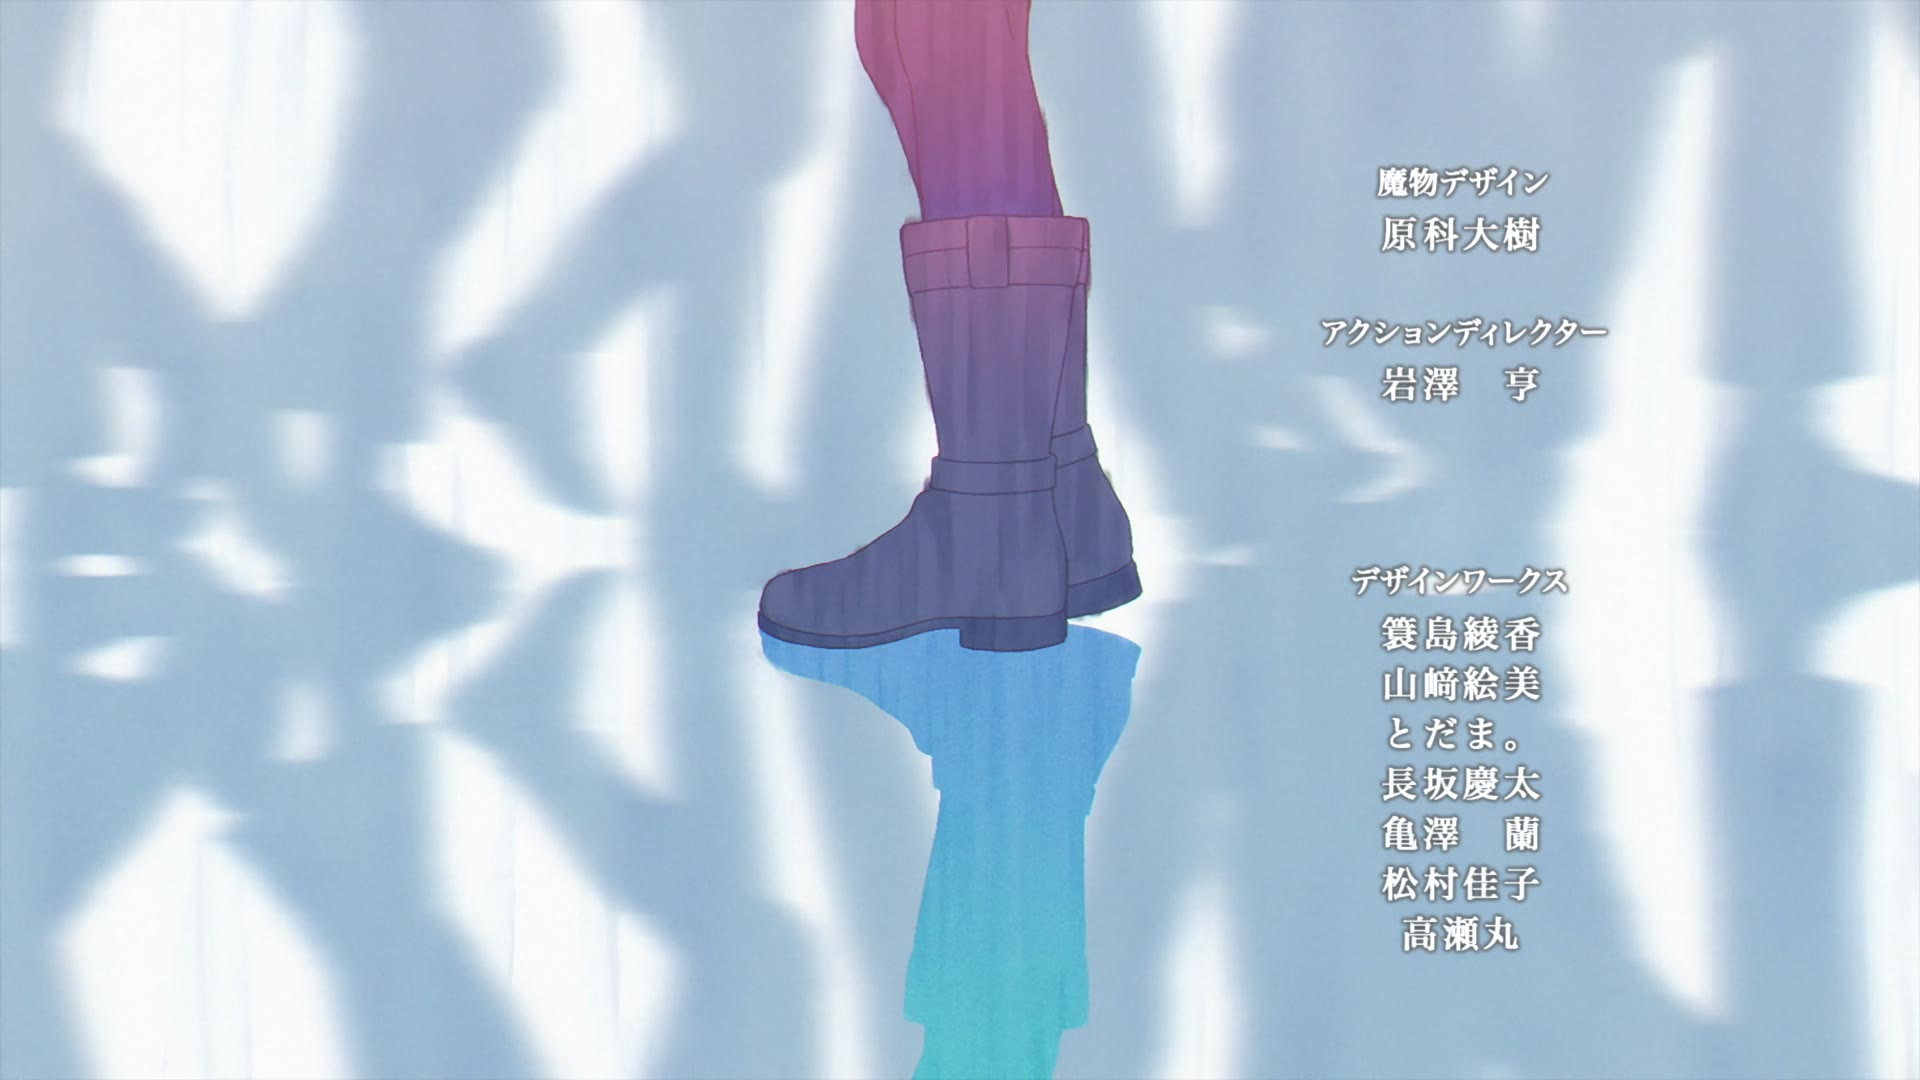 魔物デザイン
原科大樹
アクションディレクター
岩澤　亨
デザインワークス
簑島綾香
山﨑絵美
とだま。
長坂慶太
亀澤　蘭
松村佳子
高瀬丸